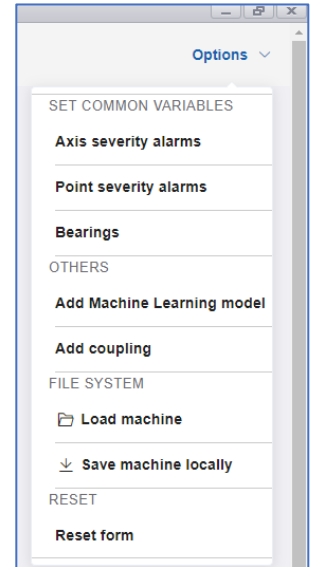 Options
SET COMMON VARIABLES
Axis severity alarms
Point severity alarms
Bearings
OTHERS
Add Machine Learning model
Add coupling
FILE SYSTEM
Load machine
Save machine locally
RESET
Reset form